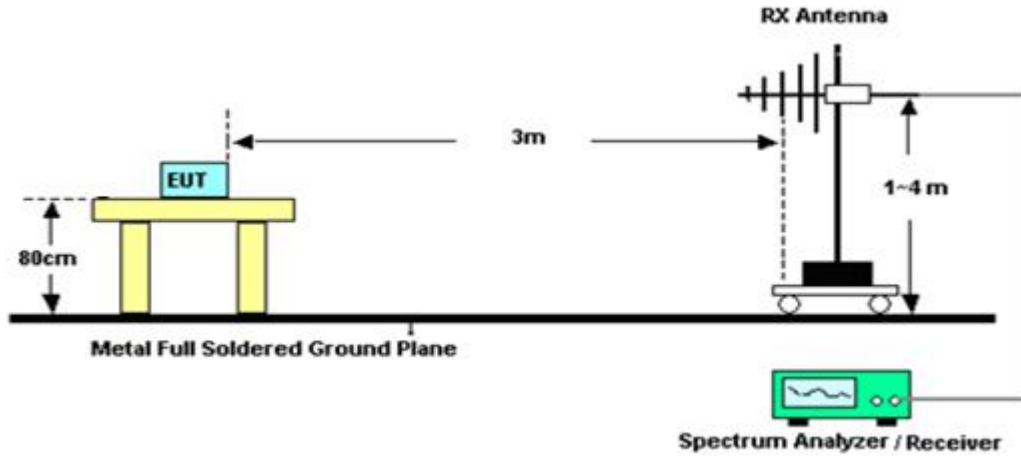 RX Antenna
3m
EUT
1~4 m
80cm
Metal Full Soldered Ground Plane
Spectrum Analyzer / Receiver